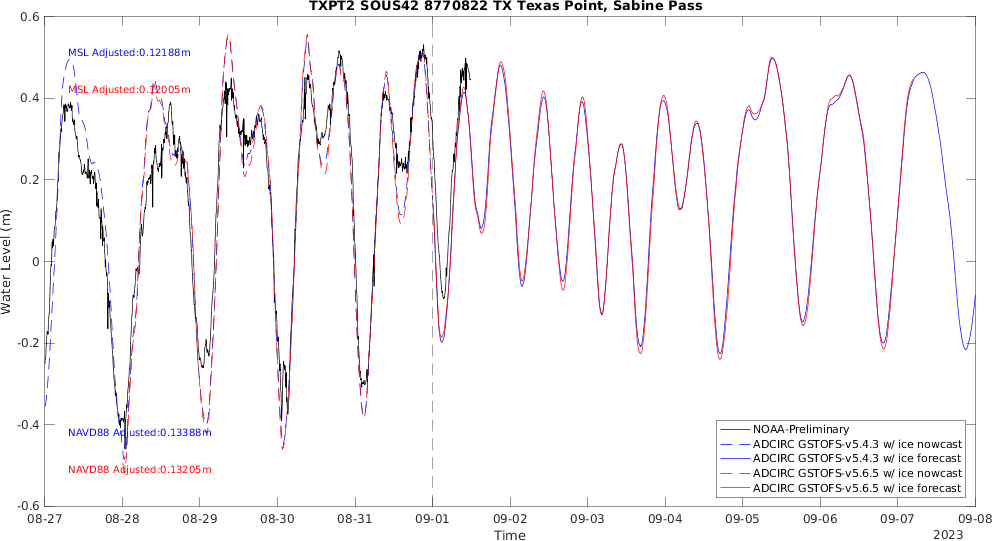 TXPT2 SOUS42 8770822 TX Texas Point, Sabine Pass
0.6
0.4
0.2
0
-0.2
-0.4
-0.6
Water Level (m)
MSL Adjusted:0.12188m
MSL Adjusted:0.12005m
NAVD88 Adjusted:0.13388m
NAVD88 Adjusted:0.13205m
NOAA-Preliminary
ADCIRC GSTOFS-v5.4.3 w/ ice nowcast
ADCIRC GSTOFS-v5.4.3 w/ ice forecast
ADCIRC GSTOFS-v5.6.5 w/ ice nowcast
ADCIRC GSTOFS-v5.6.5 w/ ice forecast
08-27 08-28 08-29 08-30 08-31 09-01 09-02 09-03 09-04 09-05 09-06 09-07 09-08
Time
2023